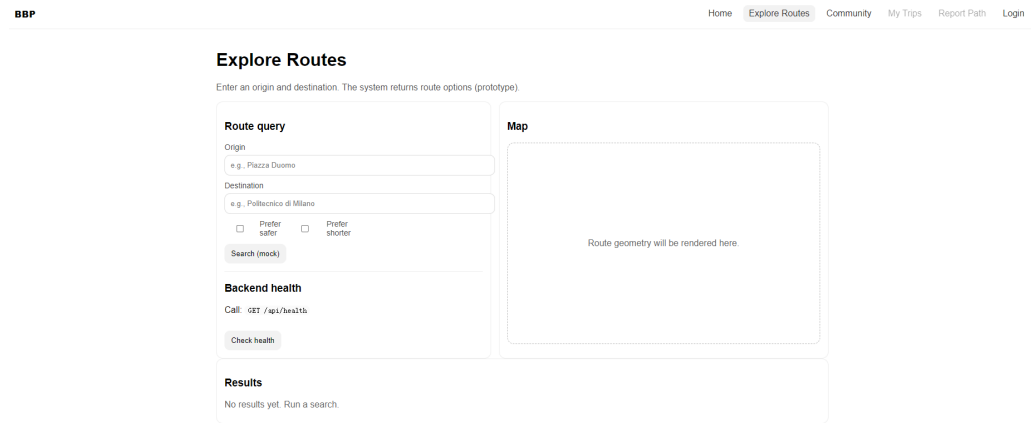 BBP
Home Explore Routes Community My Trips Report Path Login
Explore Routes
Enter an origin and destination. The system returns route options (prototype).
Route query
Origin
e.g., Piazza Duomo
Destination
e.g., Politecnico di Milano
Prefer safer
Prefer shorter
Search (mock)
Backend health
Call: GET /api/health
Check health
Map
Route geometry will be rendered here.
Results
No results yet. Run a search.